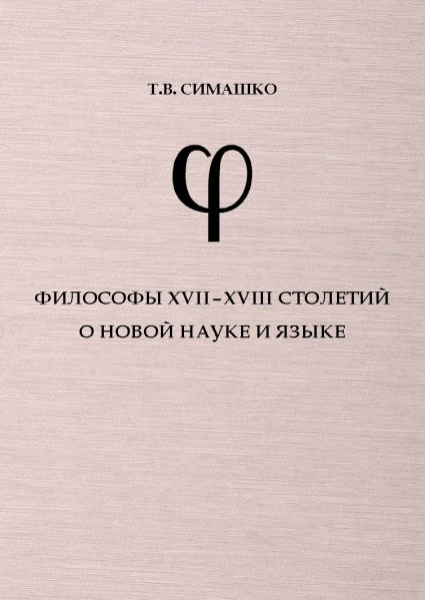 Т.В. СИМАШКО
φ
ФИЛОСОФЫ XVII–XVIII СТОЛЕТИЙ
О НОВОЙ НАУКЕ И ЯЗЫКЕ